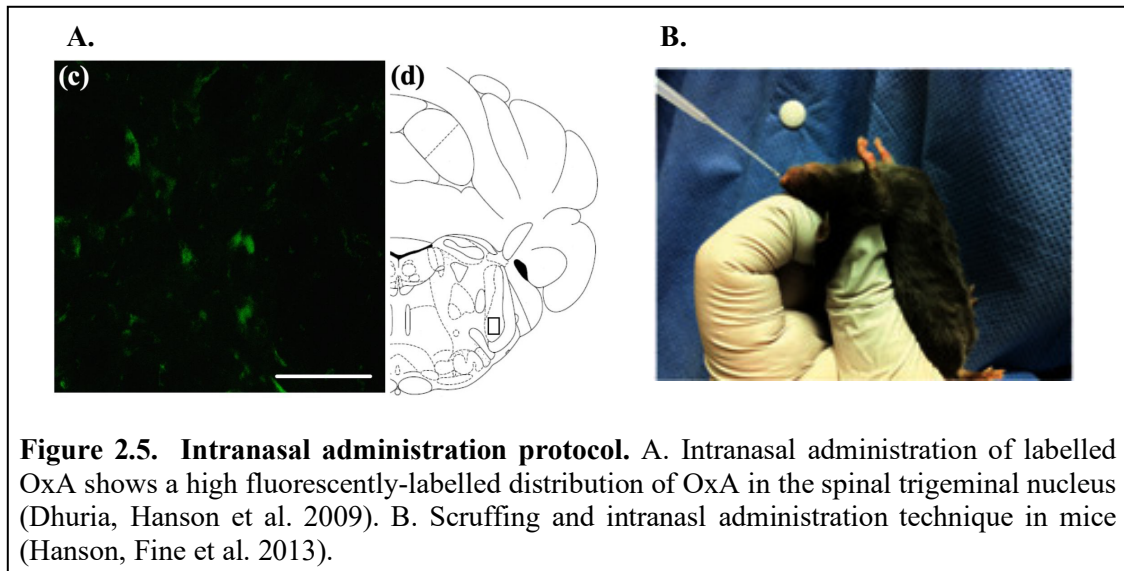 A.
B.
(c)
(d)
Figure 2.5. Intranasal administration protocol. A. Intranasal administration of labelled
OxA shows a high fluorescently-labelled distribution of OxA in the spinal trigeminal nucleus
(Dhuria, Hanson et al. 2009). B. Scruffing and intranasl administration technique in mice
(Hanson, Fine et al. 2013).